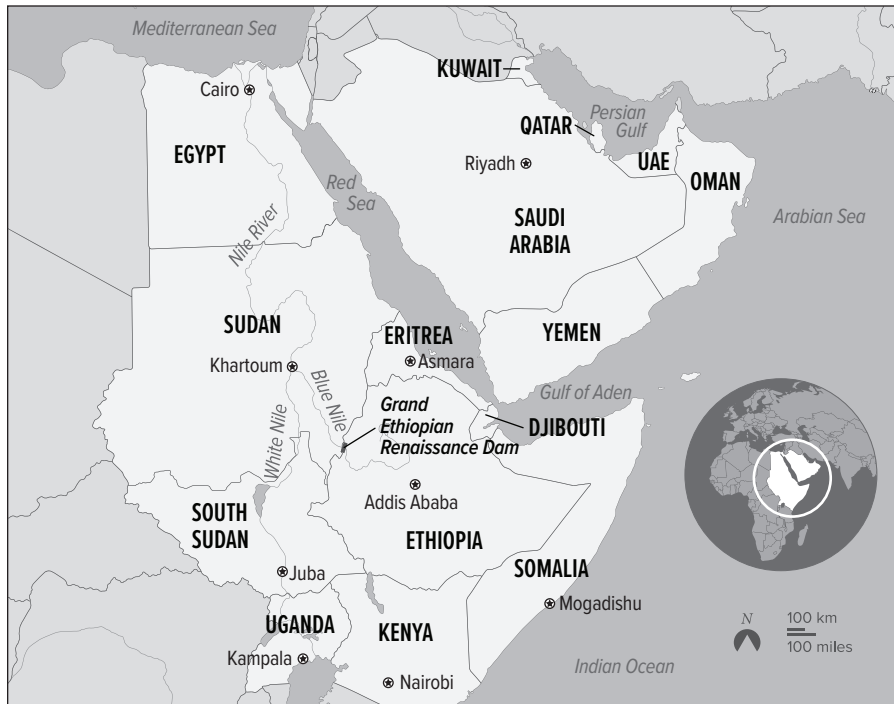 Mediterranean Sea
Cairo
KUWAIT
Persian
Gulf
QATAR
EGYPT
Riyadh
UAE
OMAN
Red
Sea
SAUDI
ARABIA
Arabian Sea
Nile River
SUDAN
ERITREA
YEMEN
Khartoum
Asmara
Blue Nile
Gulf of Aden
Grand
Ethiopian
Renaissance Dam
DJIBOUTI
White Nile
Addis Ababa
SOUTH
SUDAN
ETHIOPIA
SOMALIA
Juba
Mogadishu
UGANDA
KENYA
N
100 km
100 miles
Kampala
Nairobi
Indian Ocean